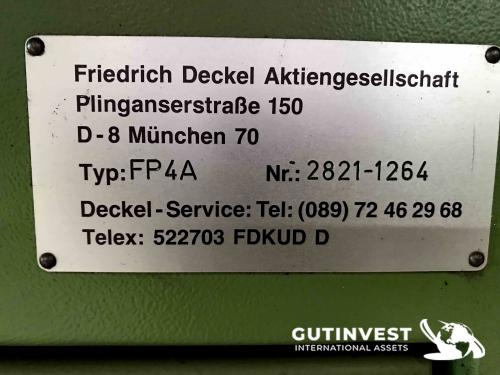 Friedrich Deckel Aktiengesellschaft
Plinganserstraße 150
D-8 München 70
Typ: FP4A Nr.: 2821-1264
Deckel-Service: Tel: (089) 72 46 29 68
Telex: 522703 FDKUD D
GUTINVEST
INTERNATIONAL ASSETS